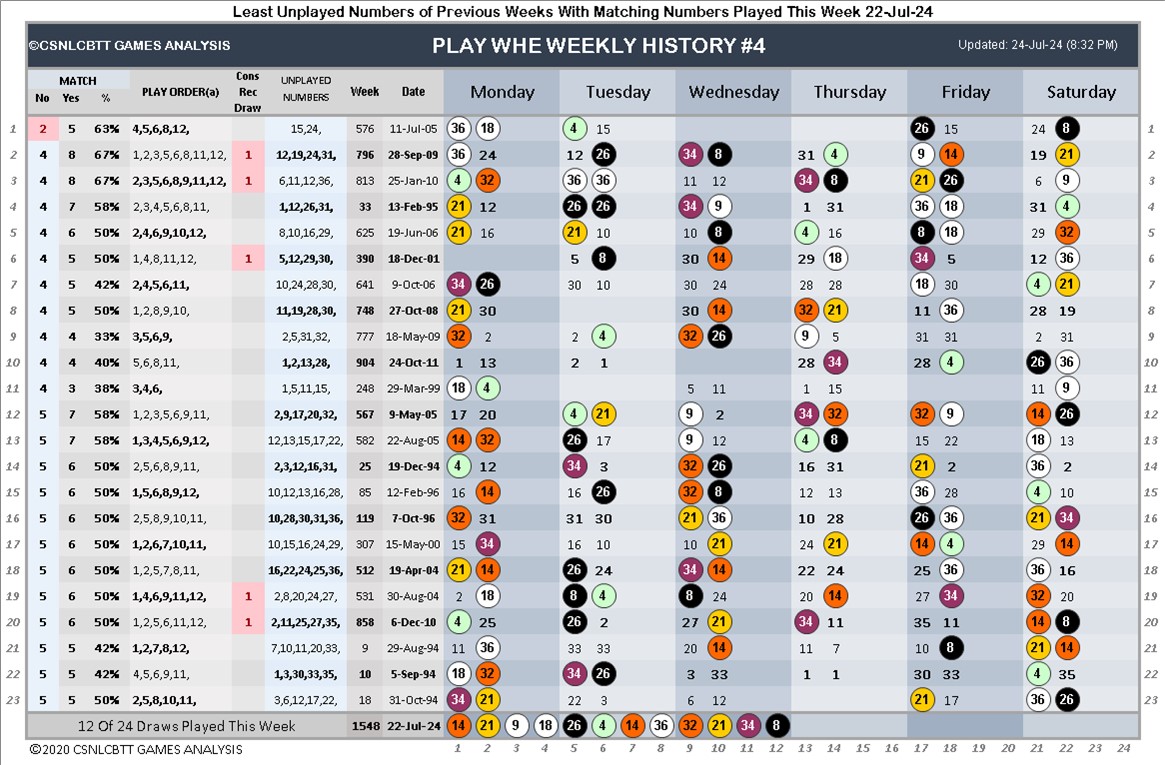 Least Unplayed Numbers of Previous Weeks With Matching Numbers Played This Week 22-Jul-24
©CSNLCBTT GAMES ANALYSIS PLAY WHE WEEKLY HISTORY #4 Updated: 24-Jul-24 (8:32 PM)
MATCH No Yes % PLAY ORDER(a) Cons Rec Draw UNPLAYED NUMBERS Week Date Monday Tuesday Wednesday Thursday Friday Saturday
1 2 5 63% 4,5,6,8,12, 15,24, 576 11-Jul-05 36 18 4 15 26 15 24 8 1
2 4 8 67% 1,2,3,5,6,8,11,12, 1 12,19,24,31, 796 28-Sep-09 36 24 12 26 34 8 31 4 9 14 19 21 2
3 4 8 67% 2,3,5,6,8,9,11,12, 1 6,11,12,36, 813 25-Jan-10 4 32 36 36 11 12 34 8 21 26 6 9 3
4 4 7 58% 2,3,4,5,6,8,11, 1,12,26,31, 33 13-Feb-95 21 12 26 26 34 9 1 31 36 18 31 4 4
5 4 6 50% 2,4,6,9,10,12, 8,10,16,29, 625 19-Jun-06 21 16 21 10 10 8 4 16 8 18 29 32 5
6 4 5 50% 1,4,8,11,12, 1 5,12,29,30, 390 18-Dec-01 5 8 30 14 29 18 34 5 12 36 6
7 4 5 42% 2,4,5,6,11, 10,24,28,30, 641 9-Oct-06 34 26 30 10 30 24 28 28 18 30 4 21 7
8 4 5 50% 1,2,8,9,10, 11,19,28,30, 748 27-Oct-08 21 30 30 14 32 21 11 36 28 19 8
9 4 4 33% 3,5,6,9, 2,5,31,32, 777 18-May-09 32 2 2 4 32 26 9 5 31 31 2 31 9
10 4 4 40% 5,6,8,11, 1,2,13,28, 904 24-Oct-11 1 13 2 1 28 34 28 4 26 36 10
11 4 3 38% 3,4,6, 1,5,11,15, 248 29-Mar-99 18 4 5 11 1 15 11 9 11
12 5 7 58% 1,2,3,5,6,9,11, 2,9,17,20,32, 567 9-May-05 17 20 4 21 9 2 34 32 32 9 14 26 12
13 5 7 58% 1,3,4,5,6,9,12, 12,13,15,17,22, 582 22-Aug-05 14 32 26 17 9 12 4 8 15 22 18 13 13
14 5 6 50% 2,5,6,8,9,11, 2,3,12,16,31, 25 19-Dec-94 4 12 34 3 32 26 16 31 21 2 36 2 14
15 5 6 50% 1,5,6,8,9,12, 10,12,13,16,28, 85 12-Feb-96 16 14 16 26 32 8 12 13 36 28 4 10 15
16 5 6 50% 2,5,8,9,10,11, 10,28,30,31,36, 119 7-Oct-96 32 31 31 30 21 36 10 28 26 36 21 34 16
17 5 6 50% 1,2,6,7,10,11, 10,15,16,24,29, 307 15-May-00 15 34 16 10 10 21 24 21 14 4 29 14 17
18 5 6 50% 1,2,5,7,8,11, 16,22,24,25,36, 512 19-Apr-04 21 14 26 24 34 14 22 24 25 36 36 16 18
19 5 6 50% 1,4,6,9,11,12, 1 2,8,20,24,27, 531 30-Aug-04 2 18 8 4 8 24 20 14 27 34 32 20 19
20 5 6 50% 1,2,5,6,11,12, 1 2,11,25,27,35, 858 6-Dec-10 4 25 26 2 27 21 34 11 35 11 14 8 20
21 5 5 42% 1,2,7,8,12, 7,10,11,20,33, 9 29-Aug-94 11 36 33 33 20 14 11 7 10 8 21 14 21
22 5 5 42% 4,5,6,9,11, 1,3,30,33,35, 10 5-Sep-94 18 32 34 26 3 33 1 1 30 33 4 35 22
23 5 5 50% 2,5,8,10,11, 3,6,12,17,22, 18 31-Oct-94 34 21 22 3 6 12 21 17 36 26 23
12 Of 24 Draws Played This Week 1548 22-Jul-24 14 21 9 18 26 4 14 36 32 21 34 8
©2020 CSNLCBTT GAMES ANALYSIS 1 2 3 4 5 6 7 8 9 10 11 12 13 14 15 16 17 18 19 20 21 22 23 24